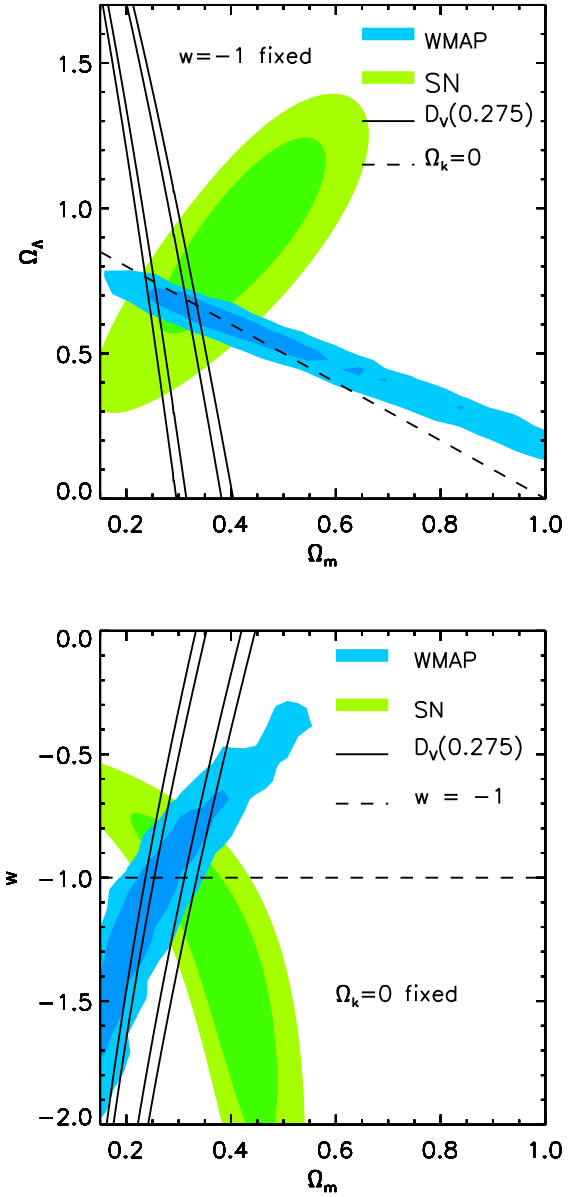 w=−1 fixed
WMAP
SN
D_V(0.275)
Ω_k=0
1.5
1.0
0.5
0.0
Ω_Λ
0.2 0.4 0.6 0.8 1.0
Ω_m
WMAP
SN
D_V(0.275)
w = −1
Ω_k=0 fixed
0.0
−0.5
−1.0
−1.5
−2.0
w
0.2 0.4 0.6 0.8 1.0
Ω_m